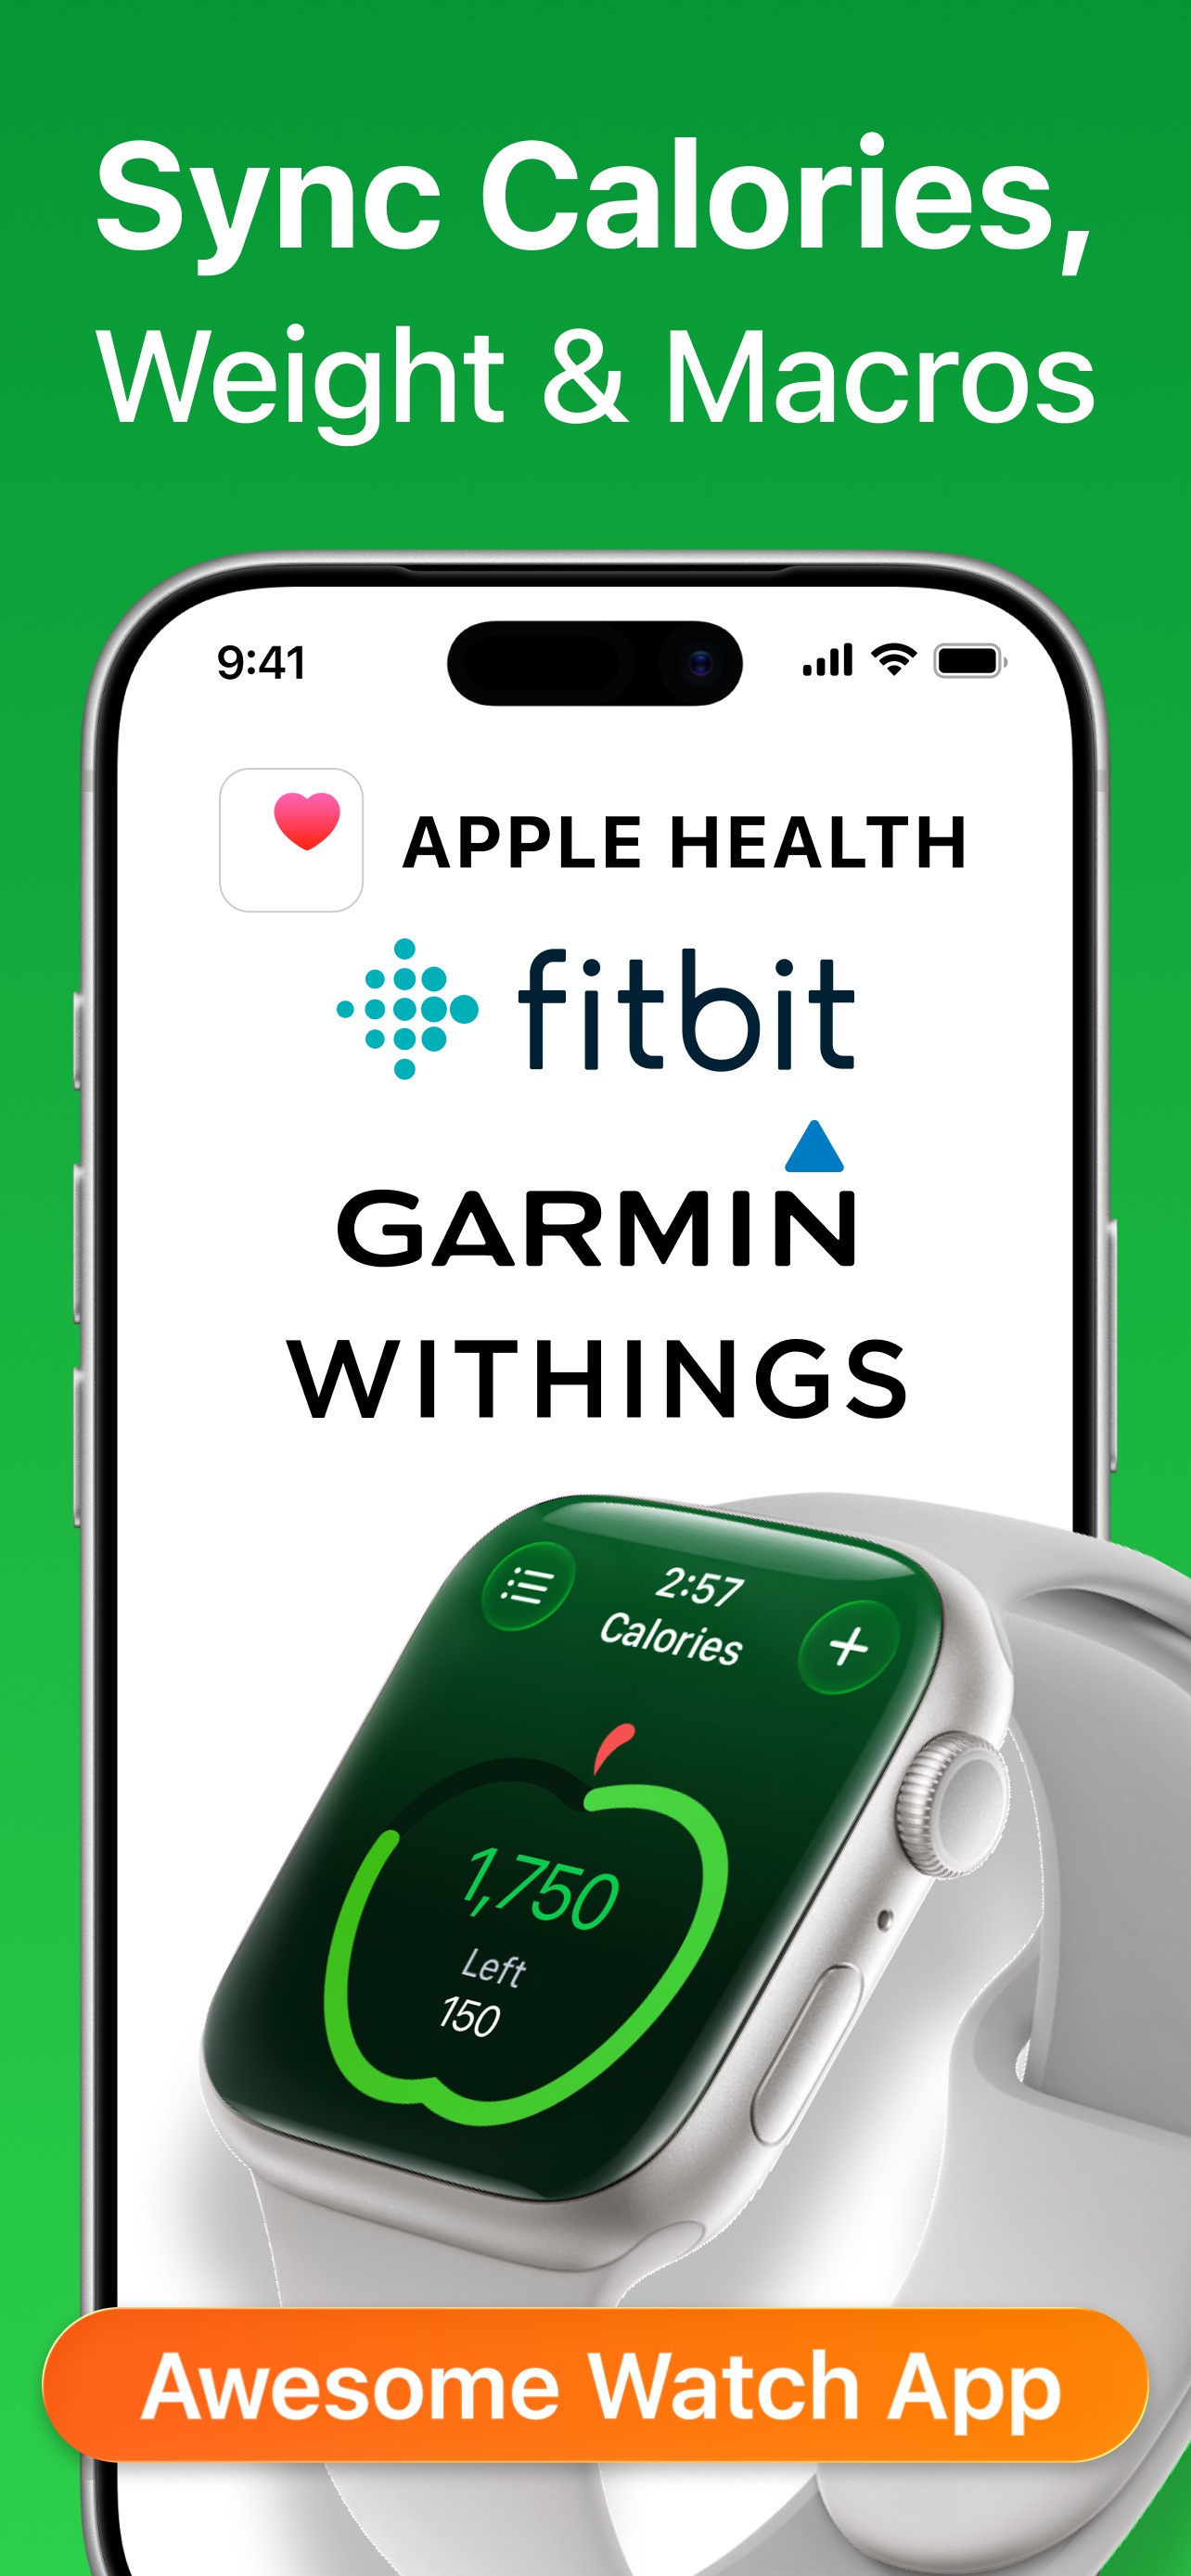 Sync Calories,
Weight & Macros
9:41
APPLE HEALTH
fitbit
GARMIN
WITHINGS
2:57
Calories
1,750
Left
150
Awesome Watch App